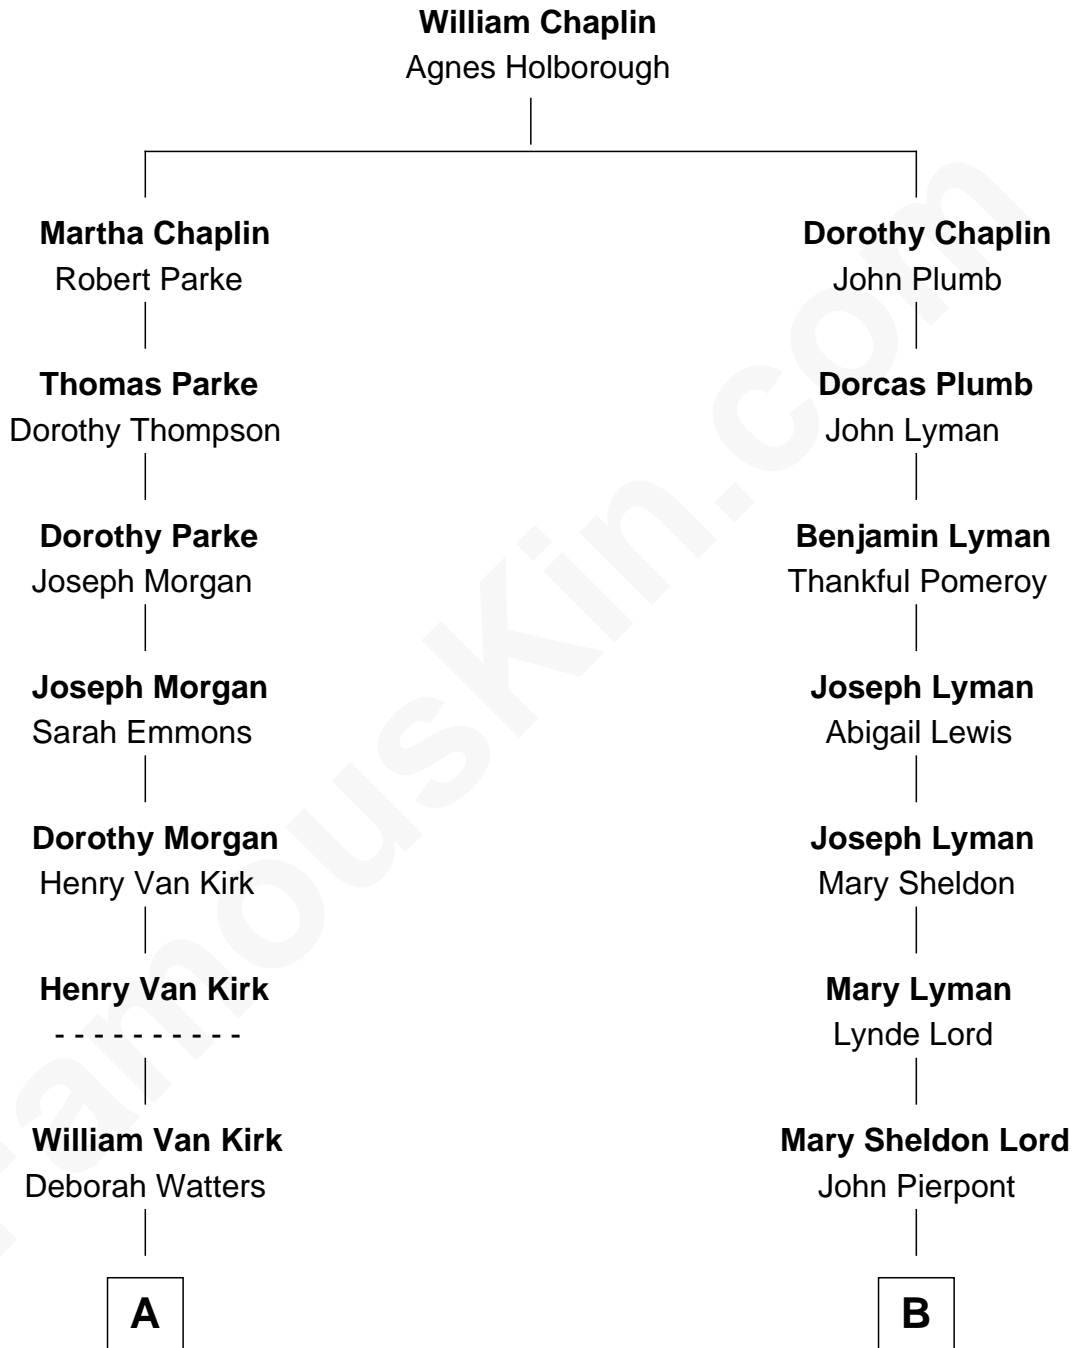 William Chaplin
Agnes Holborough
Martha Chaplin
Robert Parke
Dorothy Chaplin
John Plumb
Thomas Parke
Dorothy Thompson
Dorcas Plumb
John Lyman
Dorothy Parke
Joseph Morgan
Benjamin Lyman
Thankful Pomeroy
Joseph Morgan
Sarah Emmons
Joseph Lyman
Abigail Lewis
Dorothy Morgan
Henry Van Kirk
Joseph Lyman
Mary Sheldon
Henry Van Kirk
- - - - - - - - - -
Mary Lyman
Lynde Lord
William Van Kirk
Deborah Watters
Mary Sheldon Lord
John Pierpont
A
B
FamousKin.com